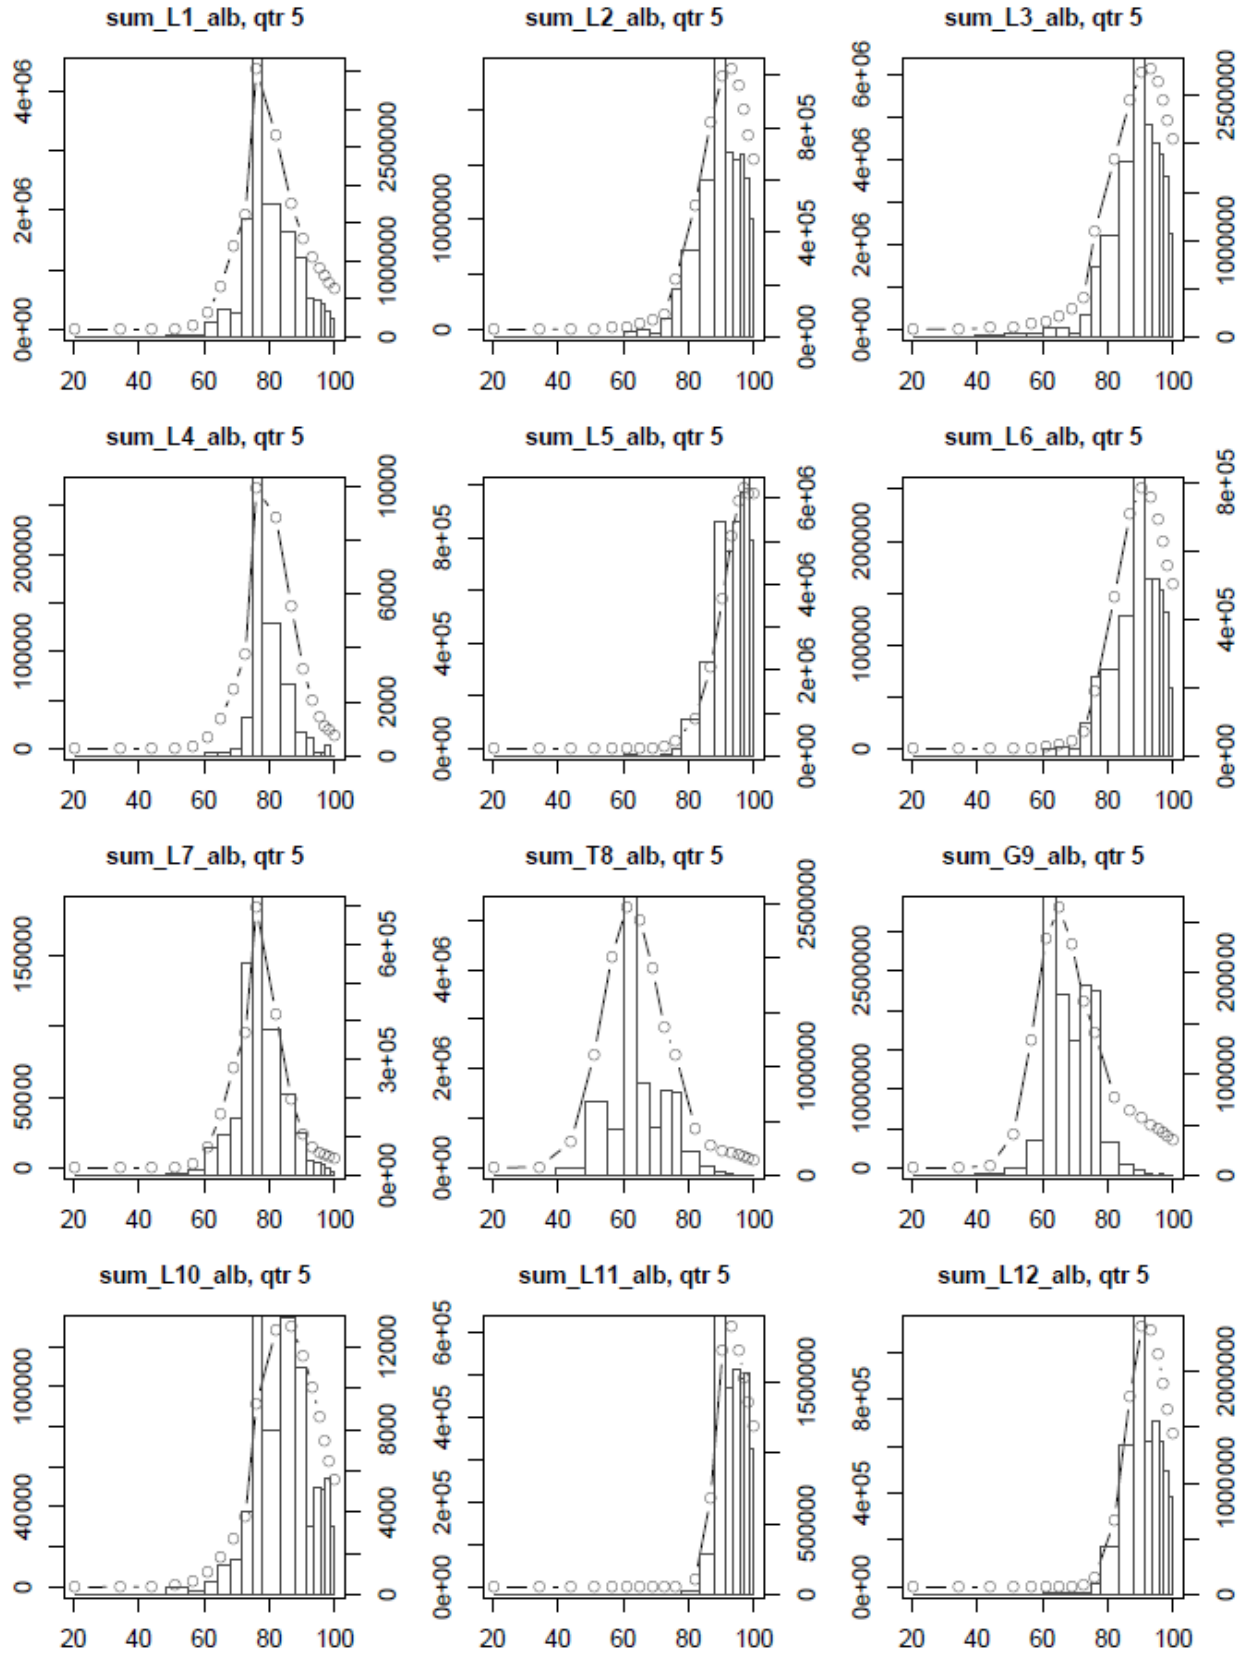 sum_L1_alb, qtr 5
0e+00 2e+06 4e+06
0 1000000 2500000
20 40 60 80 100
sum_L2_alb, qtr 5
0 1000000
0e+00 4e+05 8e+05
20 40 60 80 100
sum_L3_alb, qtr 5
0e+00 2e+06 4e+06 6e+06
0 1000000 2500000
20 40 60 80 100
sum_L4_alb, qtr 5
0 100000 200000
0 2000 6000 10000
20 40 60 80 100
sum_L5_alb, qtr 5
0e+00 4e+05 8e+05
0e+00 2e+06 4e+06 6e+06
20 40 60 80 100
sum_L6_alb, qtr 5
0 100000 200000
0e+00 4e+05 8e+05
20 40 60 80 100
sum_L7_alb, qtr 5
0 50000 150000
0e+00 3e+05 6e+05
20 40 60 80 100
sum_T8_alb, qtr 5
0e+00 2e+06 4e+06
0 1000000 2500000
20 40 60 80 100
sum_G9_alb, qtr 5
0 1000000 2500000
0 100000 200000
20 40 60 80 100
sum_L10_alb, qtr 5
0 40000 100000
0 4000 8000 12000
20 40 60 80 100
sum_L11_alb, qtr 5
0e+00 2e+05 4e+05 6e+05
0 500000 1500000
20 40 60 80 100
sum_L12_alb, qtr 5
0e+00 4e+05 8e+05
0 1000000 2000000
20 40 60 80 100